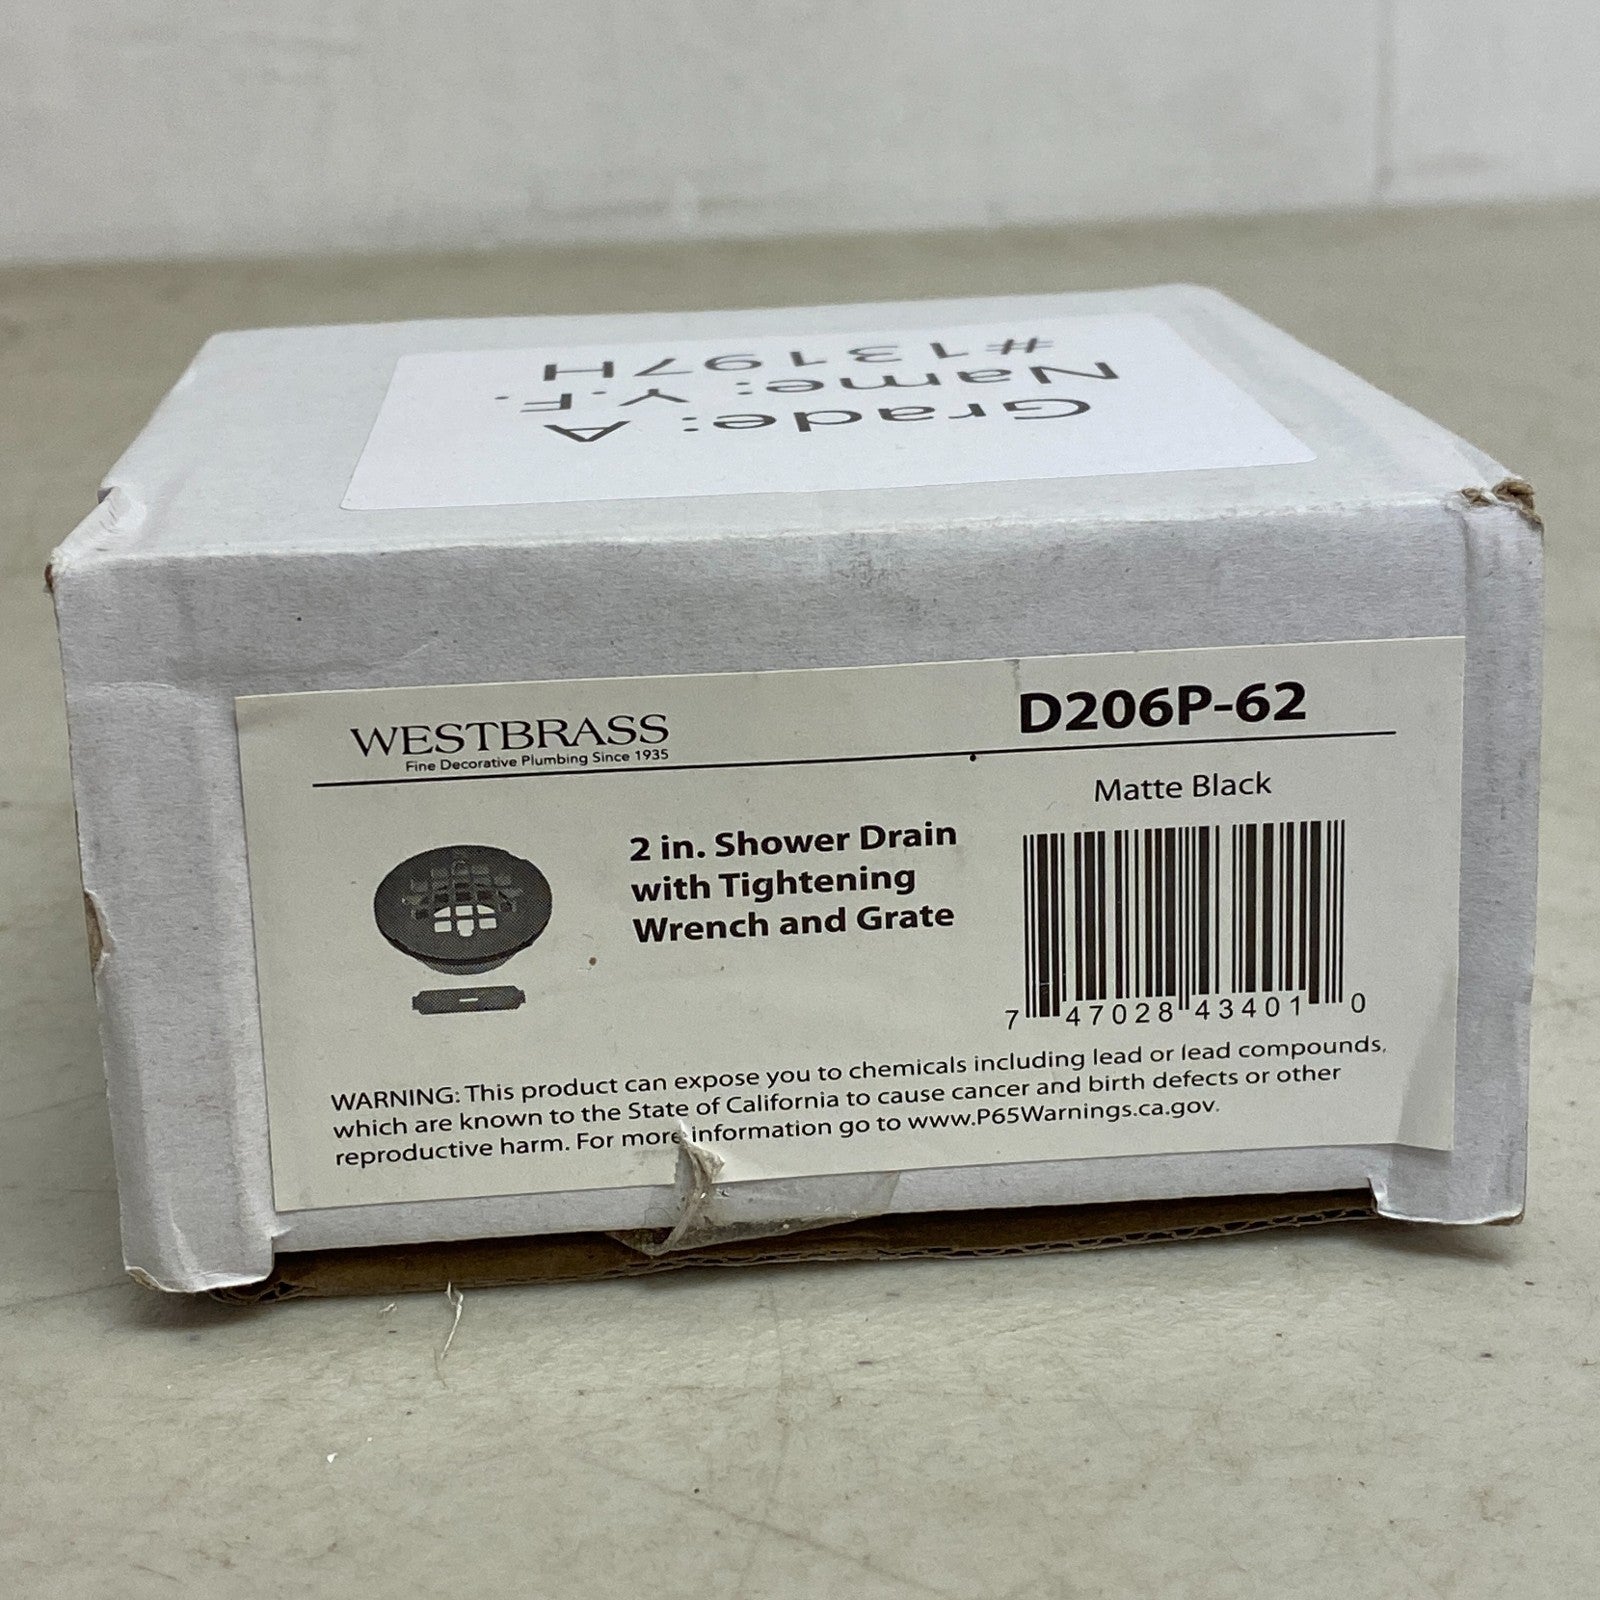 Grade: A
Name: Y.F.
#13197H
WESTBRASS
Fine Decorative Plumbing Since 1935
D206P-62
Matte Black
2 in. Shower Drain
with Tightening
Wrench and Grate
7 47028 43401 0
WARNING: This product can expose you to chemicals including lead or lead compounds,
which are known to the State of California to cause cancer and birth defects or other
reproductive harm. For more information go to www.P65Warnings.ca.gov.